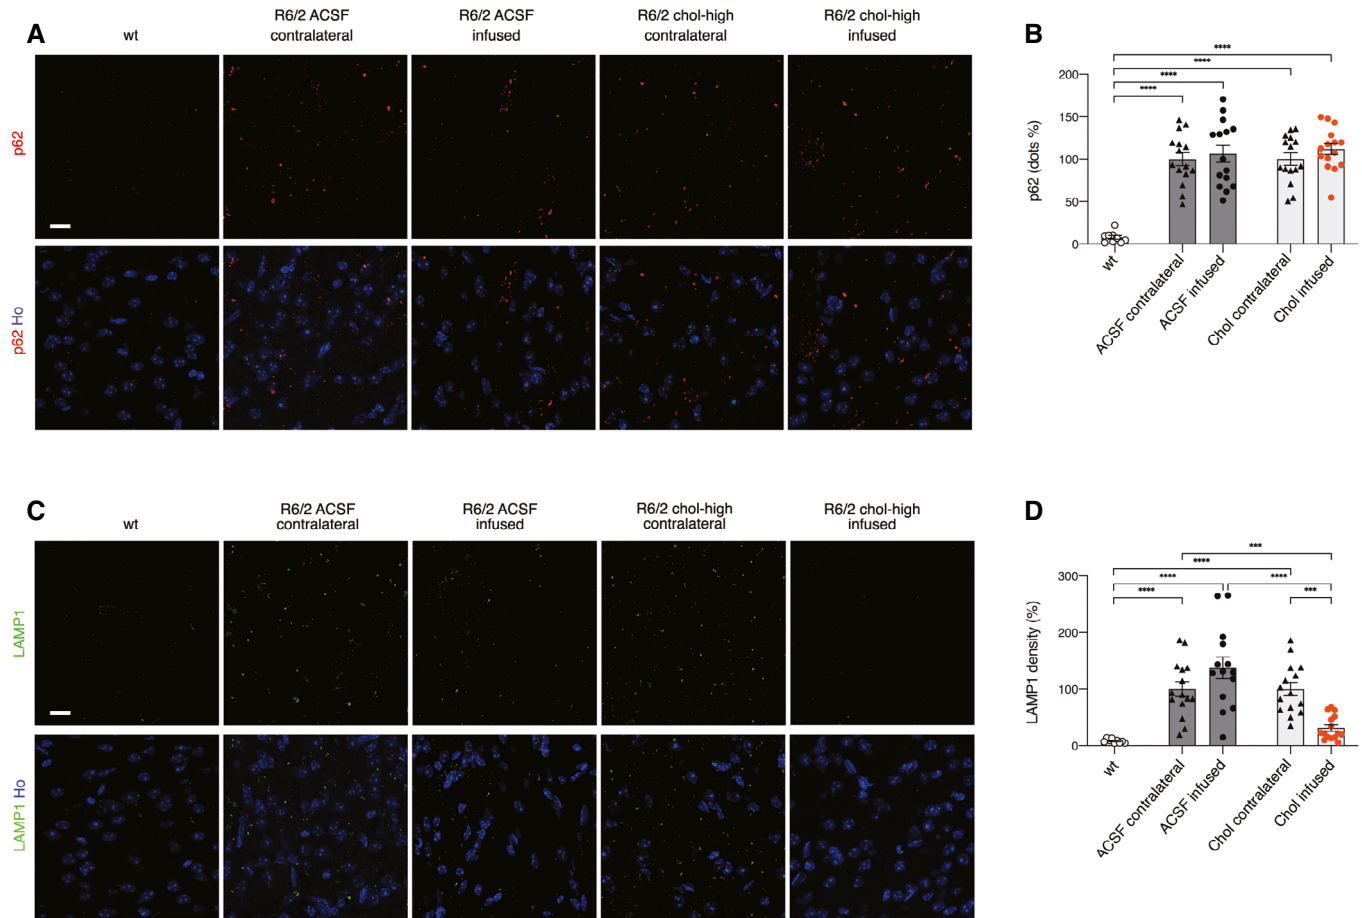 A
wt
R6/2 ACSF
contralateral
R6/2 ACSF
infused
R6/2 chol-high
contralateral
R6/2 chol-high
infused
p62
p62 Ho
B
****
****
****
****
p62 (dots %)
200
150
100
50
0
wt
ACSF contralateral
ACSF infused
Chol contralateral
Chol infused
C
wt
R6/2 ACSF
contralateral
R6/2 ACSF
infused
R6/2 chol-high
contralateral
R6/2 chol-high
infused
LAMP1
LAMP1 Ho
D
***
****
****
****
****
***
LAMP1 density (%)
300
200
100
0
wt
ACSF contralateral
ACSF infused
Chol contralateral
Chol infused